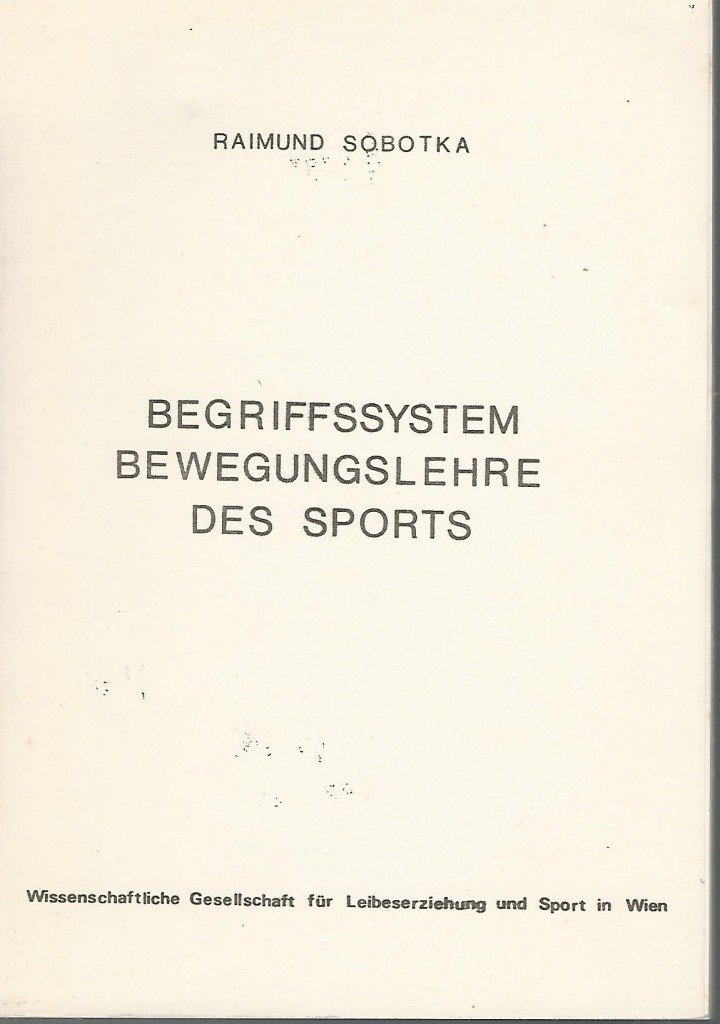 RAIMUND SOBOTKA
BEGRIFFSSYSTEM
BEWEGUNGSLEHRE
DES SPORTS
Wissenschaftliche Gesellschaft für Leibeserziehung und Sport in Wien